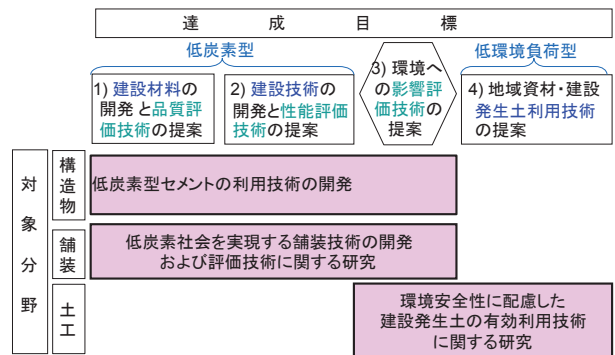 達成目標
低炭素型
低環境負荷型
1) 建設材料の
開発と品質評
価技術の提案
2) 建設技術の
開発と性能評価
技術の提案
3) 環境へ
の影響評
価技術の
提案
4) 地域資材・建設
発生土利用技術
の提案
対象分野
構造物
低炭素型セメントの利用技術の開発
舗装
低炭素社会を実現する舗装技術の開発
および評価技術に関する研究
土工
環境安全性に配慮した
建設発生土の有効利用技術
に関する研究